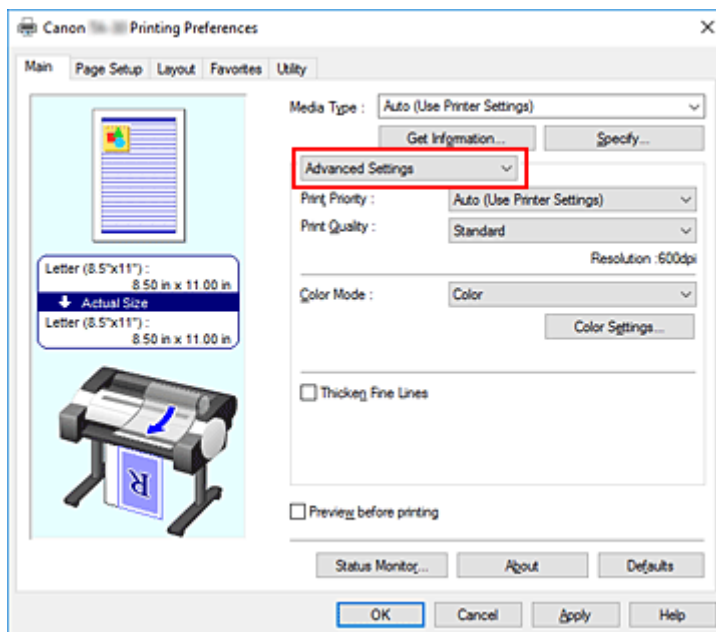 Canon Printing Preferences
Main Page Setup Layout Favorites Utility
Media Type : Auto (Use Printer Settings)
Get Information... Specify...
Advanced Settings
Print Priority : Auto (Use Printer Settings)
Print Quality : Standard
Resolution :600dpi
Letter (8.5"x11") :
8.50 in x 11.00 in
Actual Size
Letter (8.5"x11") :
8.50 in x 11.00 in
Color Mode : Color
Color Settings...
Thicken Fine Lines
R
Preview before printing
Status Monitor... About Defaults
OK Cancel Apply Help